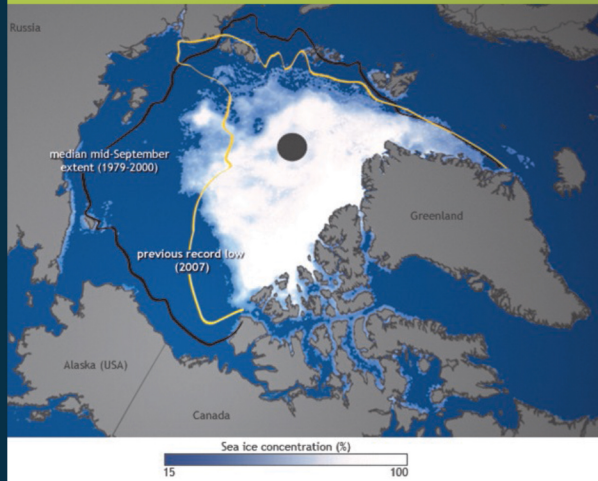 Russia
median mid-September
extent (1979-2000)
Greenland
previous record low
(2007)
Alaska (USA)
Canada
Sea ice concentration (%)
15 100